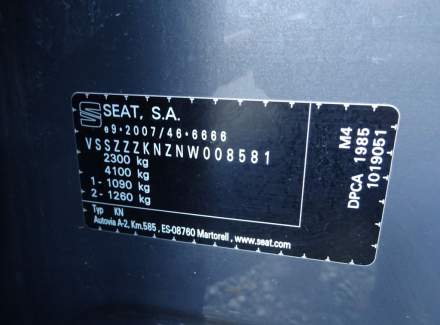 SEAT, S.A.
e9*2007/46*6666
VSSZZZKNZNW008581
2300 kg
4100 kg
1 - 1090 kg
2 - 1260 kg
Typ KN
Autovia A-2, Km.585, ES-08760 Martorell, www.seat.com
M4
DPCA 1985
1019051